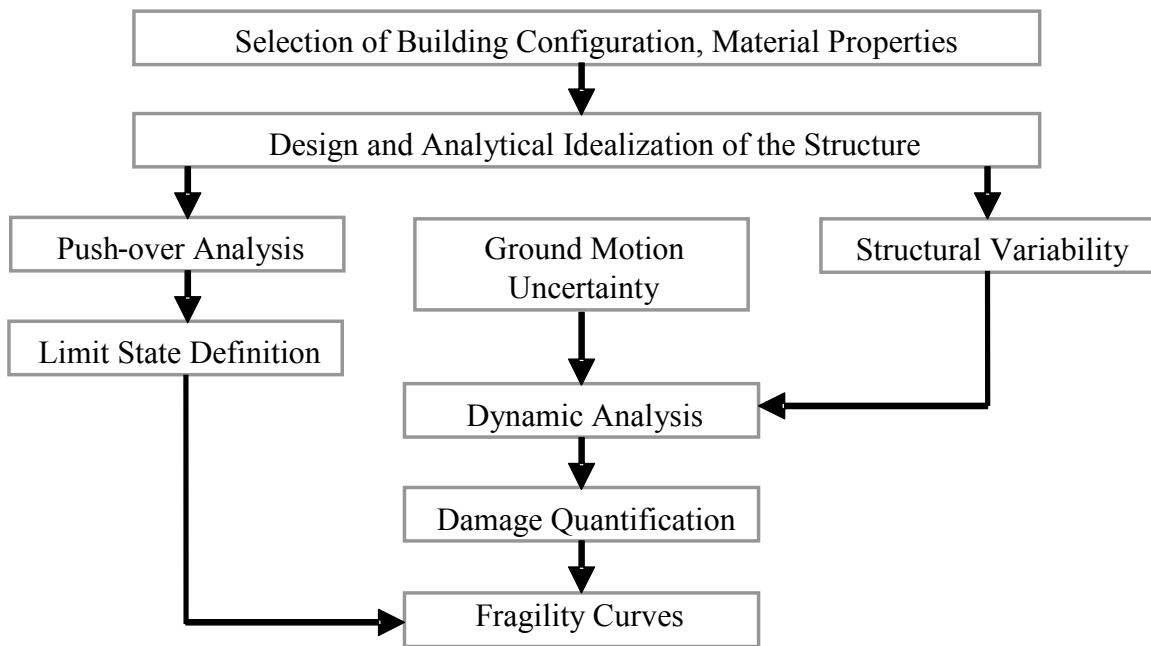 Selection of Building Configuration, Material Properties
Design and Analytical Idealization of the Structure
Push-over Analysis
Ground Motion
Uncertainty
Structural Variability
Limit State Definition
Dynamic Analysis
Damage Quantification
Fragility Curves